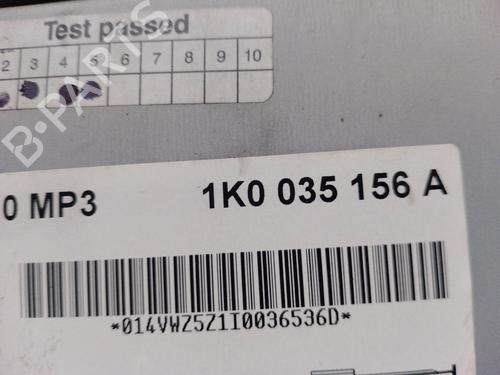 Test passed
2 3 4 5 6 7 8 9 10
B-PARTS
0 MP3 1K0 035 156 A
*014VWZ5Z1I0036536D*